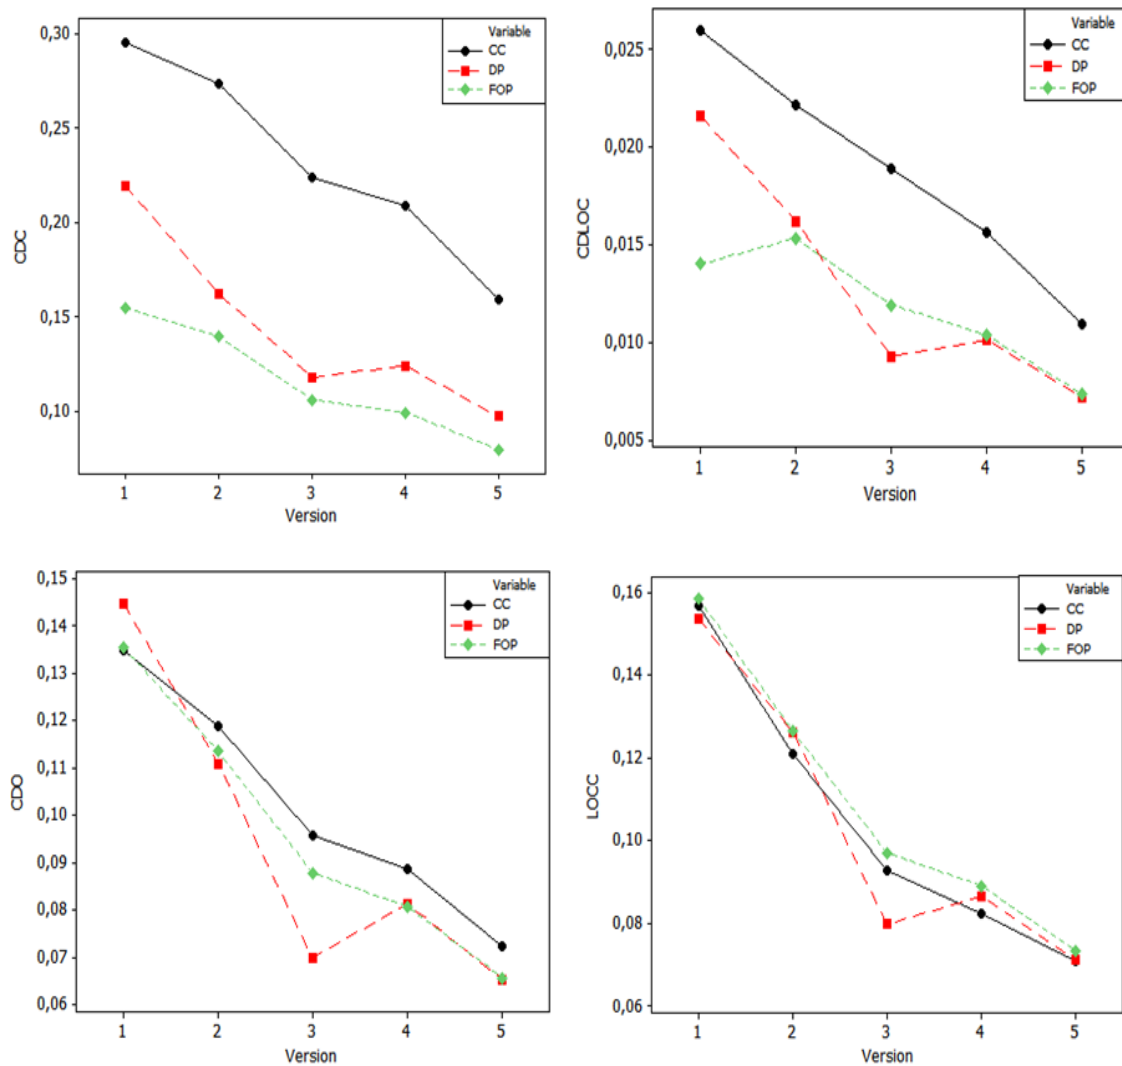 Variable
CC
DP
FOP
0,30
0,25
0,20
0,15
0,10
CDC
1 2 3 4 5
Version
Variable
CC
DP
FOP
0,025
0,020
0,015
0,010
0,005
CDLOC
1 2 3 4 5
Version
Variable
CC
DP
FOP
0,15
0,14
0,13
0,12
0,11
0,10
0,09
0,08
0,07
0,06
CDO
1 2 3 4 5
Version
Variable
CC
DP
FOP
0,16
0,14
0,12
0,10
0,08
0,06
LOCC
1 2 3 4 5
Version